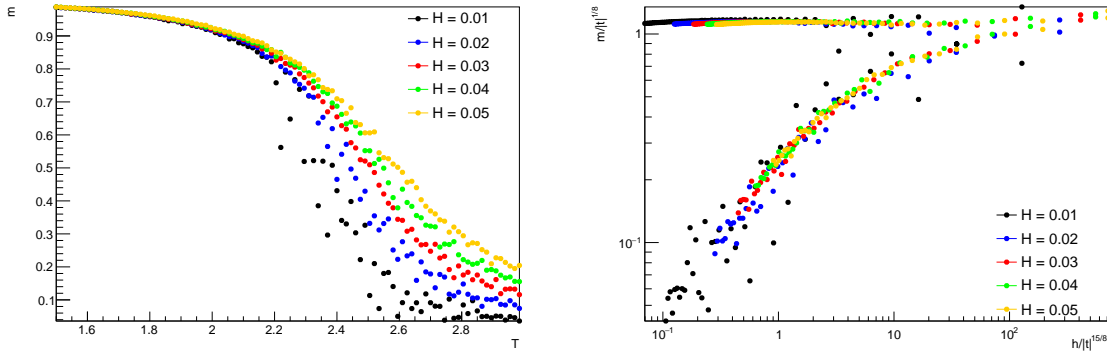 m
0.9
0.8
0.7
0.6
0.5
0.4
0.3
0.2
0.1
1.6 1.8 2 2.2 2.4 2.6 2.8
T
H = 0.01
H = 0.02
H = 0.03
H = 0.04
H = 0.05
m/|t|^{1/8}
1
10^{-1}
10^{-1} 1 10 10^{2}
h/|t|^{15/8}
H = 0.01
H = 0.02
H = 0.03
H = 0.04
H = 0.05